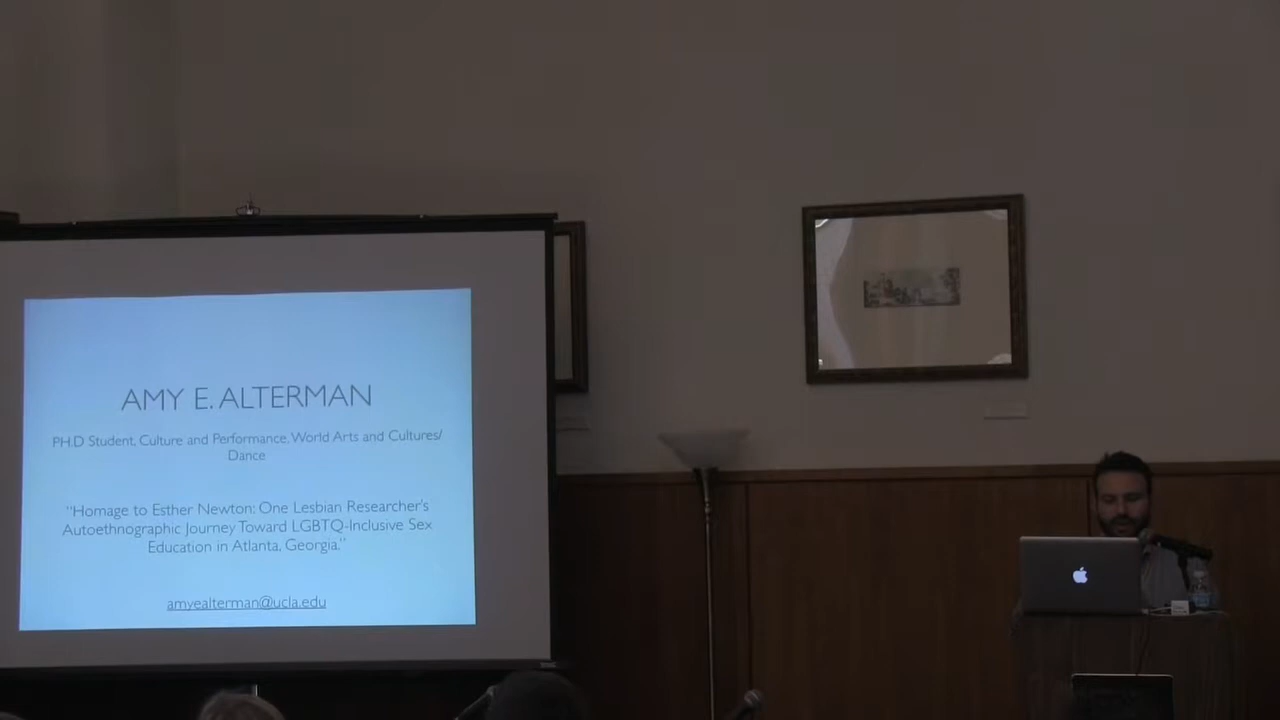 AMY E. ALTERMAN
PH.D Student, Culture and Performance, World Arts and Cultures/
Dance
"Homage to Esther Newton: One Lesbian Researcher's
Autoethnographic Journey Toward LGBTQ-Inclusive Sex
Education in Atlanta, Georgia."
amyealterman@ucla.edu